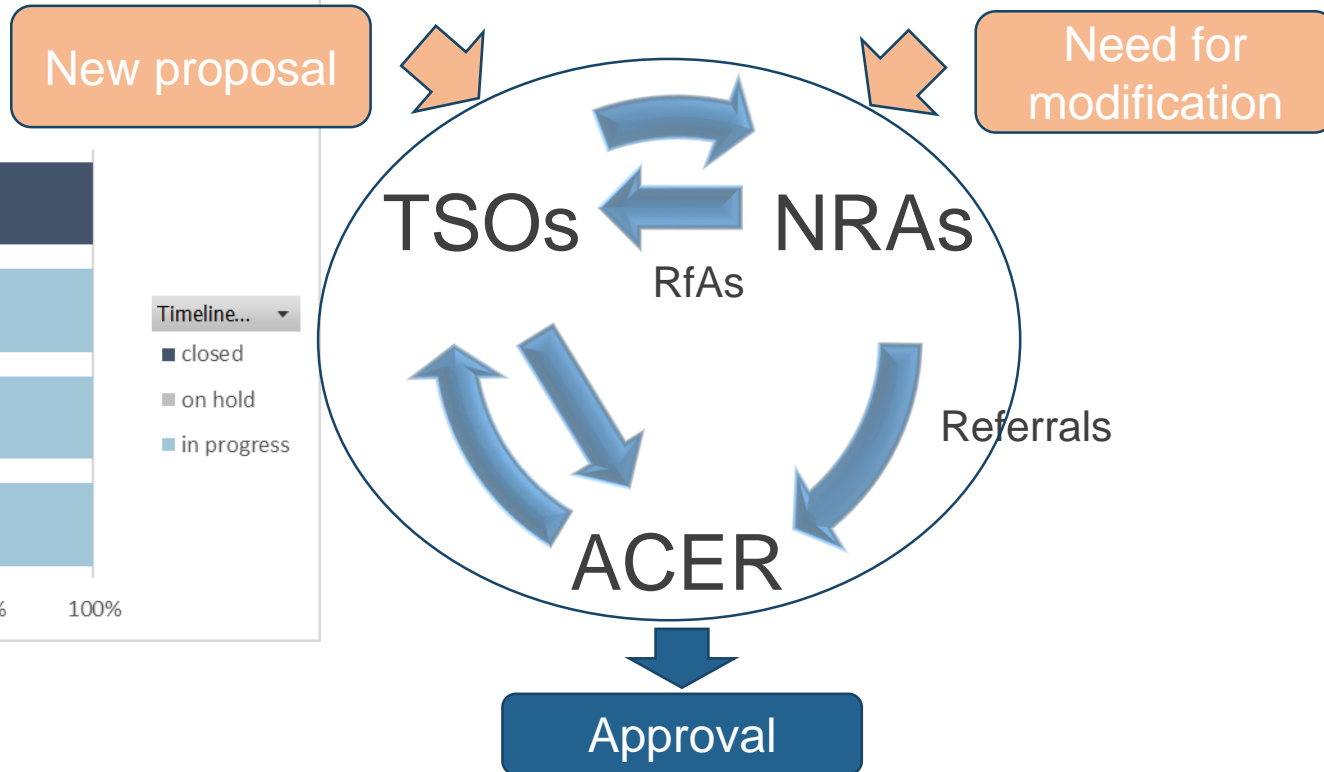 New proposal
Need for
modification
TSOs
NRAs
RfAs
Timeline...
closed
on hold
in progress
Referrals
ACER
%
100%
Approval